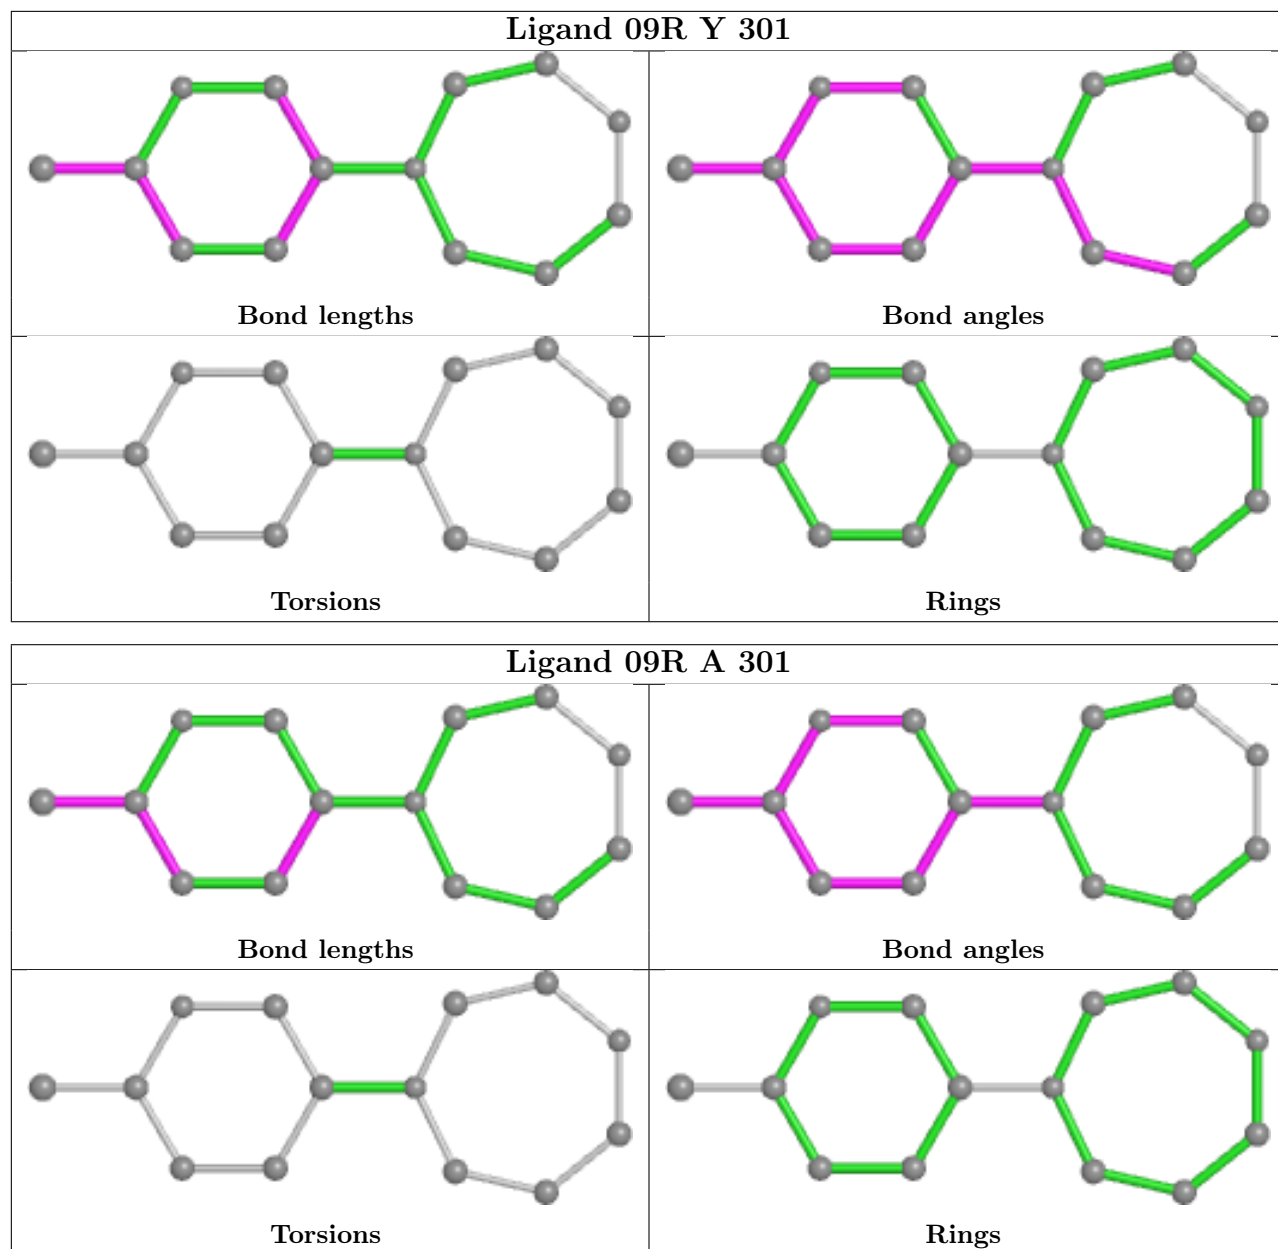 Ligand 09R Y 301
Bond lengths
Bond angles
Torsions
Rings
Ligand 09R A 301
Bond lengths
Bond angles
Torsions
Rings